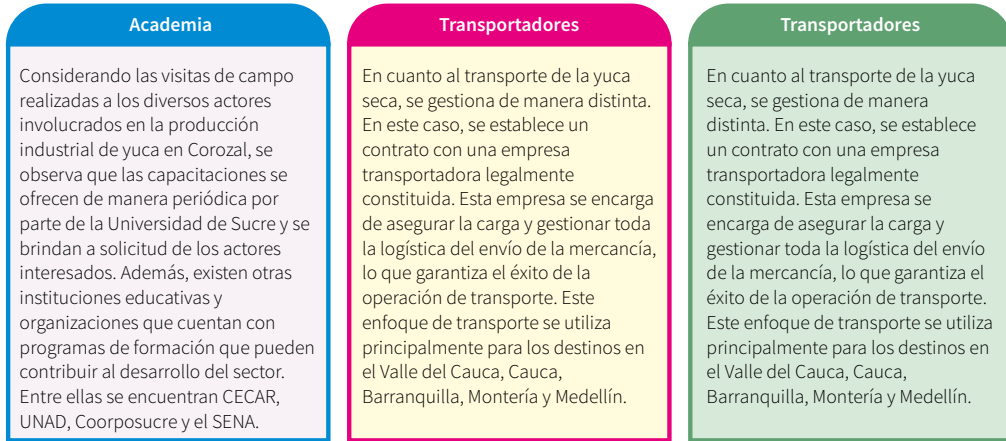 Academia
Considerando las visitas de campo
realizadas a los diversos actores
involucrados en la producción
industrial de yuca en Corozal, se
observa que las capacitaciones se
ofrecen de manera periódica por
parte de la Universidad de Sucre y se
brindan a solicitud de los actores
interesados. Además, existen otras
instituciones educativas y
organizaciones que cuentan con
programas de formación que pueden
contribuir al desarrollo del sector.
Entre ellas se encuentran CECAR,
UNAD, Coorposucre y el SENA.
Transportadores
En cuanto al transporte de la yuca
seca, se gestiona de manera distinta.
En este caso, se establece un
contrato con una empresa
transportadora legalmente
constituida. Esta empresa se encarga
de asegurar la carga y gestionar toda
la logística del envío de la mercancía,
lo que garantiza el éxito de la
operación de transporte. Este
enfoque de transporte se utiliza
principalmente para los destinos en
el Valle del Cauca, Cauca,
Barranquilla, Montería y Medellín.
Transportadores
En cuanto al transporte de la yuca
seca, se gestiona de manera
distinta. En este caso, se establece
un contrato con una empresa
transportadora legalmente
constituida. Esta empresa se
encarga de asegurar la carga y
gestionar toda la logística del envío
de la mercancía, lo que garantiza el
éxito de la operación de transporte.
Este enfoque de transporte se utiliza
principalmente para los destinos en
el Valle del Cauca, Cauca,
Barranquilla, Montería y Medellín.